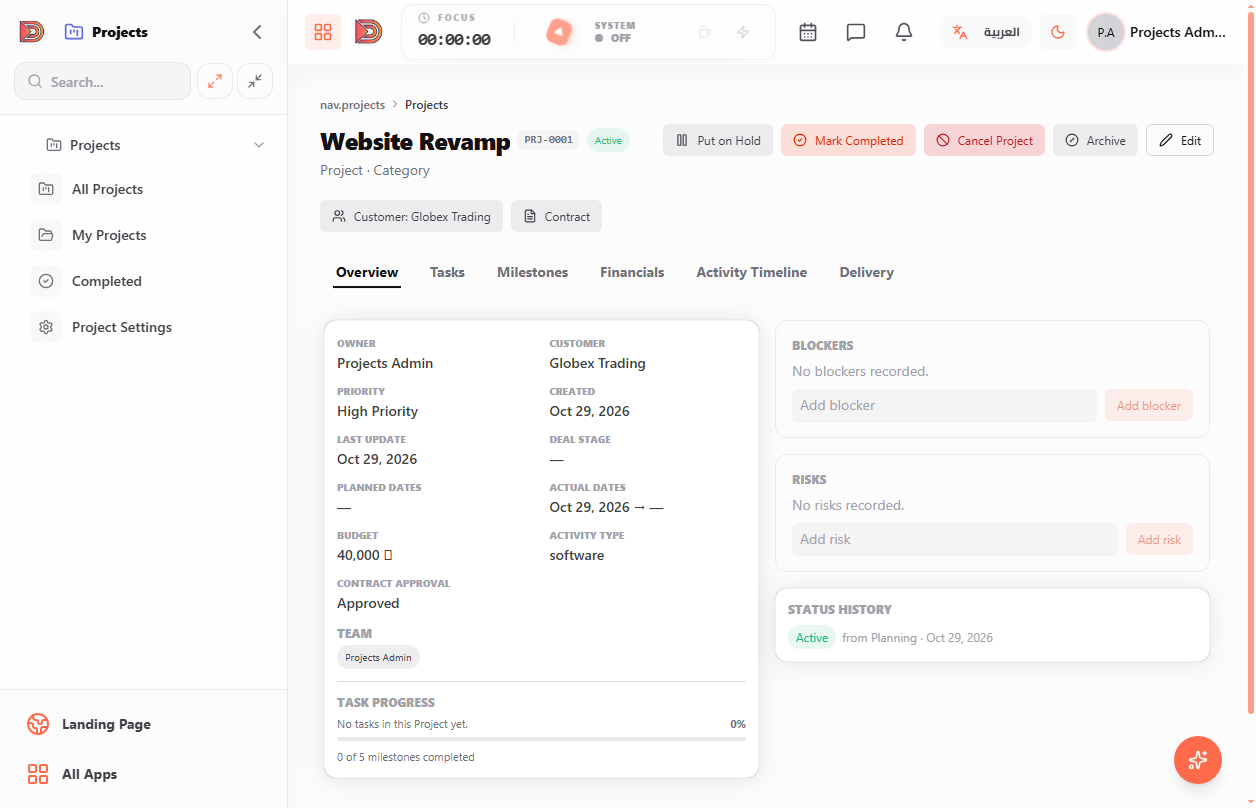 Projects
Search...
Projects
All Projects
My Projects
Completed
Project Settings
Landing Page
All Apps
FOCUS
00:00:00
SYSTEM
OFF
العربية
P.A
Projects Adm...
nav.projects > Projects
Website Revamp
PRJ-0001
Active
Put on Hold
Mark Completed
Cancel Project
Archive
Edit
Project · Category
Customer: Globex Trading
Contract
Overview
Tasks
Milestones
Financials
Activity Timeline
Delivery
OWNER
Projects Admin
CUSTOMER
Globex Trading
PRIORITY
High Priority
CREATED
Oct 29, 2026
LAST UPDATE
Oct 29, 2026
DEAL STAGE
—
PLANNED DATES
—
ACTUAL DATES
Oct 29, 2026 → —
BUDGET
40,000
ACTIVITY TYPE
software
CONTRACT APPROVAL
Approved
TEAM
Projects Admin
TASK PROGRESS
No tasks in this Project yet.
0%
0 of 5 milestones completed
BLOCKERS
No blockers recorded.
Add blocker
Add blocker
RISKS
No risks recorded.
Add risk
Add risk
STATUS HISTORY
Active from Planning · Oct 29, 2026